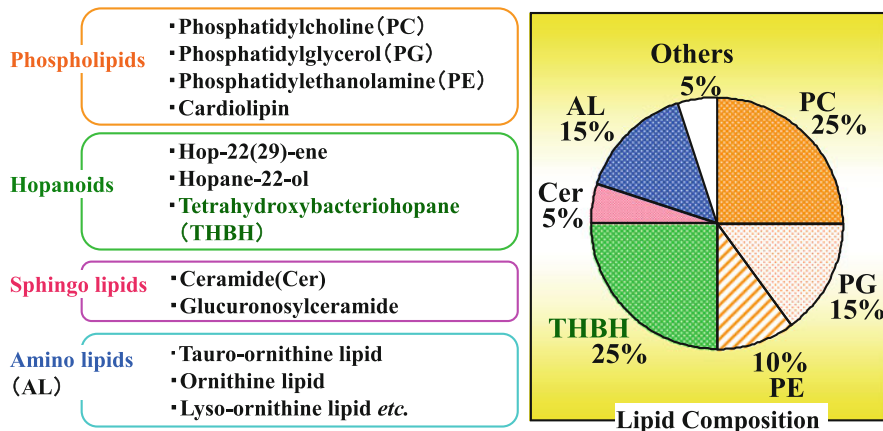 Phospholipids
・Phosphatidylcholine（PC）
・Phosphatidylglycerol（PG）
・Phosphatidylethanolamine（PE）
・Cardiolipin
Hopanoids
・Hop-22(29)-ene
・Hopane-22-ol
・Tetrahydroxybacteriohopane
（THBH）
Sphingo lipids
・Ceramide(Cer)
・Glucuronosylceramide
Amino lipids
（AL）
・Tauro-ornithine lipid
・Ornithine lipid
・Lyso-ornithine lipid etc.
Others
5%
PC
25%
AL
15%
Cer
5%
PG
15%
THBH
25%
10%
PE
Lipid Composition